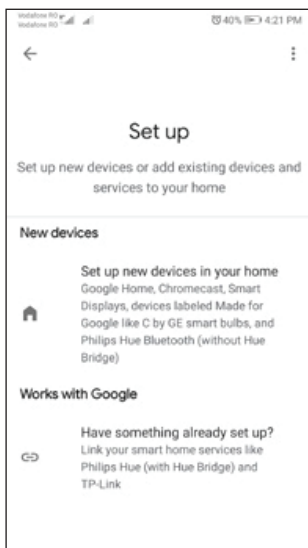 Vodafone RO
Vodafone RO
40% 4:21 PM
Set up
Set up new devices or add existing devices and
services to your home
New devices
Set up new devices in your home
Google Home, Chromecast, Smart
Displays, devices labeled Made for
Google like C by GE smart bulbs, and
Philips Hue Bluetooth (without Hue
Bridge)
Works with Google
Have something already set up?
Link your smart home services like
Philips Hue (with Hue Bridge) and
TP-Link